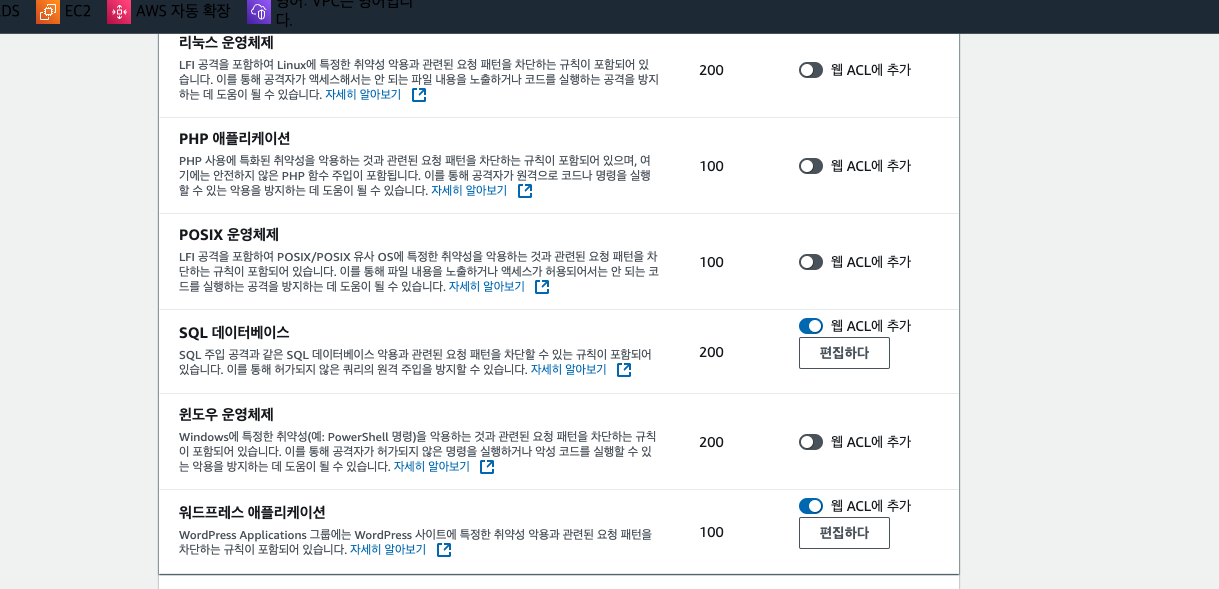 DS EC2 AWS 자동 확장
다.
리눅스 운영체제
LFI 공격을 포함하여 Linux에 특정한 취약성 악용과 관련된 요청 패턴을 차단하는 규칙이 포함되어 있
습니다. 이를 통해 공격자가 액세스해서는 안 되는 파일 내용을 노출하거나 코드를 실행하는 공격을 방지
하는 데 도움이 될 수 있습니다. 자세히 알아보기
200
웹 ACL에 추가
PHP 애플리케이션
PHP 사용에 특화된 취약성을 악용하는 것과 관련된 요청 패턴을 차단하는 규칙이 포함되어 있으며, 여
기에는 안전하지 않은 PHP 함수 주입이 포함됩니다. 이를 통해 공격자가 원격으로 코드나 명령을 실행
할 수 있는 악용을 방지하는 데 도움이 될 수 있습니다. 자세히 알아보기
100
웹 ACL에 추가
POSIX 운영체제
LFI 공격을 포함하여 POSIX/POSIX 유사 OS에 특정한 취약성을 악용하는 것과 관련된 요청 패턴을 차
단하는 규칙이 포함되어 있습니다. 이를 통해 파일 내용을 노출하거나 액세스가 허용되어서는 안 되는 코
드를 실행하는 공격을 방지하는 데 도움이 될 수 있습니다. 자세히 알아보기
100
웹 ACL에 추가
SQL 데이터베이스
SQL 주입 공격과 같은 SQL 데이터베이스 악용과 관련된 요청 패턴을 차단할 수 있는 규칙이 포함되어
있습니다. 이를 통해 허가되지 않은 쿼리의 원격 주입을 방지할 수 있습니다. 자세히 알아보기
200
웹 ACL에 추가
편집하다
윈도우 운영체제
Windows에 특정한 취약성(예: PowerShell 명령)을 악용하는 것과 관련된 요청 패턴을 차단하는 규칙
이 포함되어 있습니다. 이를 통해 공격자가 허가되지 않은 명령을 실행하거나 악성 코드를 실행할 수 있
는 악용을 방지하는 데 도움이 될 수 있습니다. 자세히 알아보기
200
웹 ACL에 추가
워드프레스 애플리케이션
WordPress Applications 그룹에는 WordPress 사이트에 특정한 취약성 악용과 관련된 요청 패턴을
차단하는 규칙이 포함되어 있습니다. 자세히 알아보기
100
웹 ACL에 추가
편집하다